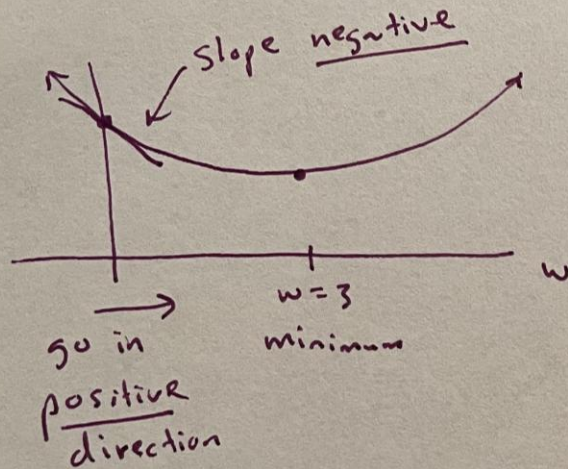 slope negative
w
w = 3
minimum
go in
positive
direction